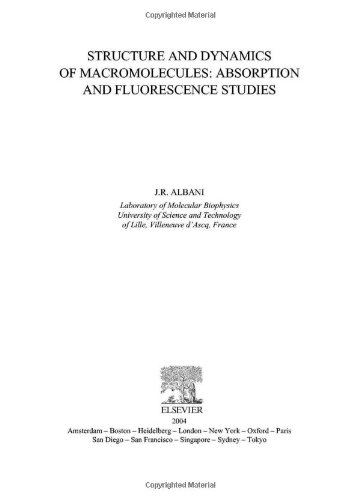 Copyrighted Material
STRUCTURE AND DYNAMICS
OF MACROMOLECULES: ABSORPTION
AND FLUORESCENCE STUDIES
J.R. ALBANI
Laboratory of Molecular Biophysics
University of Science and Technology
of Lille, Villeneuve d'Ascq, France
ELSEVIER
2004
Amsterdam – Boston – Heidelberg – London – New York – Oxford – Paris
San Diego – San Francisco – Singapore – Sydney – Tokyo
Copyrighted Material